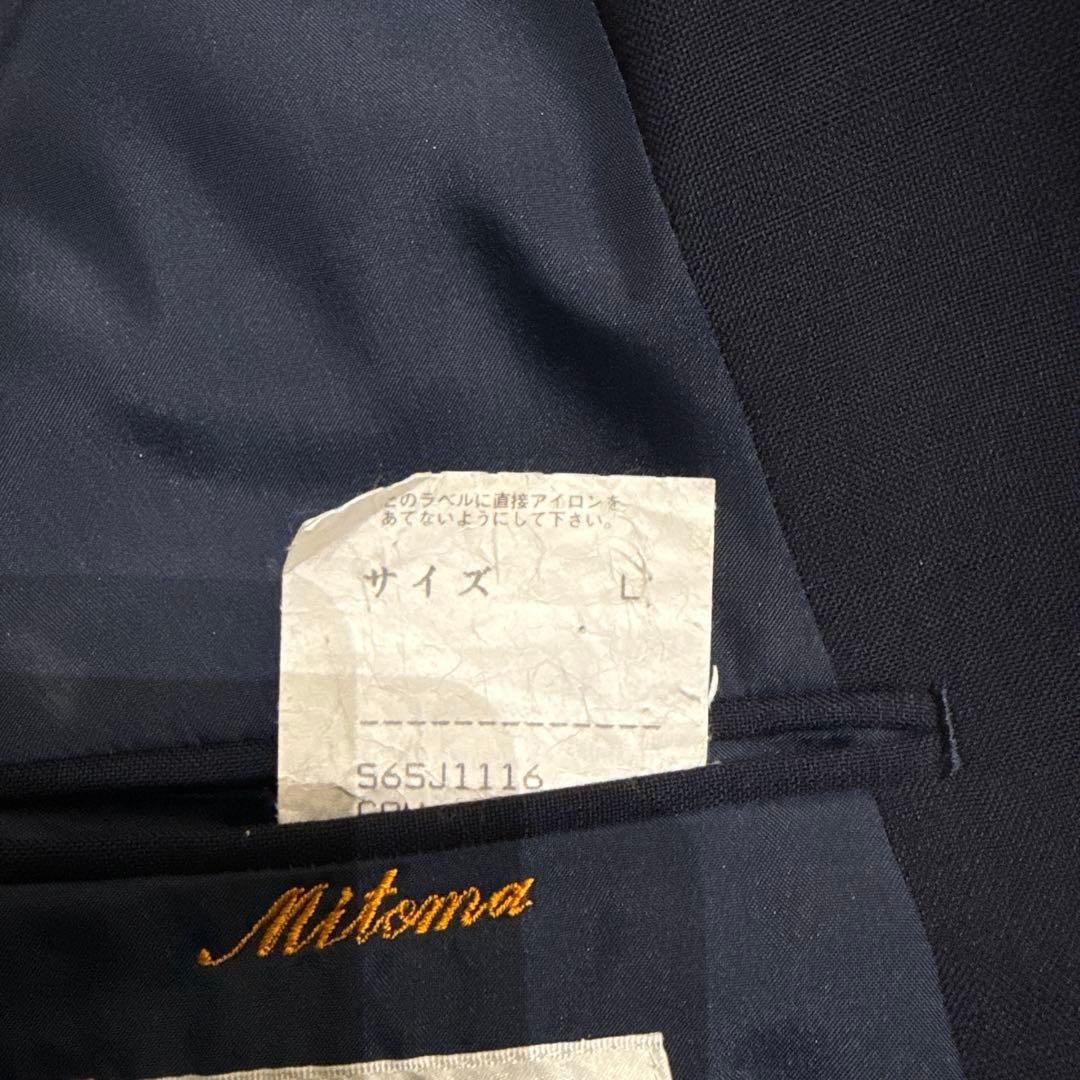 このラベルに直接アイロンを
あてないようにして下さい。
サイズ L
S65J1116
Mitoma